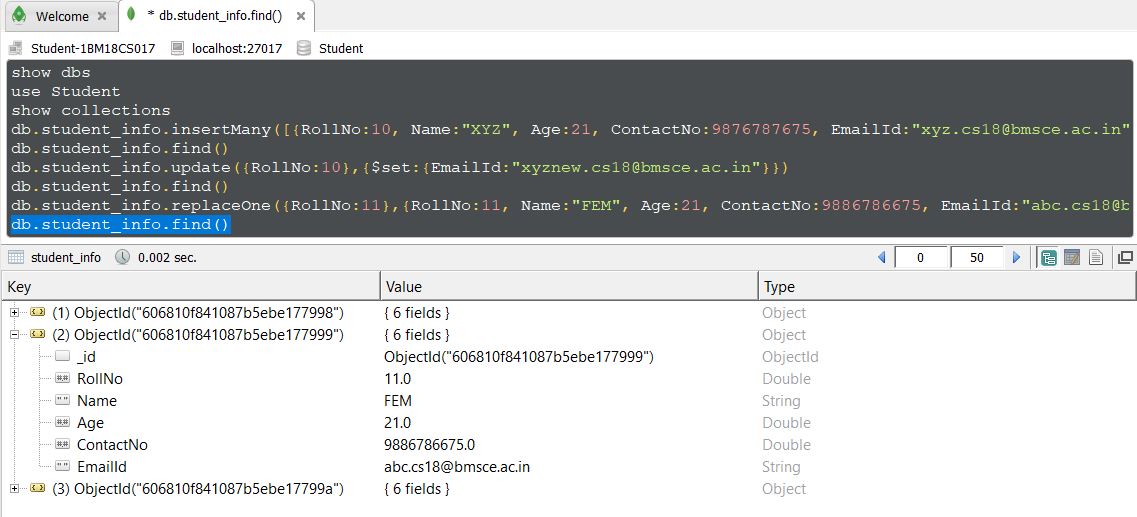 Welcome
* db.student_info.find()
Student-1BM18CS017 localhost:27017 Student
show dbs
use Student
show collections
db.student_info.insertMany([{RollNo:10, Name:"XYZ", Age:21, ContactNo:9876787675, EmailId:"xyz.cs18@bmsce.ac.in"
db.student_info.find()
db.student_info.update({RollNo:10},{$set:{EmailId:"xyznew.cs18@bmsce.ac.in"}})
db.student_info.find()
db.student_info.replaceOne({RollNo:11},{RollNo:11, Name:"FEM", Age:21, ContactNo:9886786675, EmailId:"abc.cs18@b
db.student_info.find()
student_info 0.002 sec. 0 50
Key Value Type
(1) ObjectId("606810f841087b5ebe177998") { 6 fields } Object
(2) ObjectId("606810f841087b5ebe177999") { 6 fields } Object
_id ObjectId("606810f841087b5ebe177999") ObjectId
RollNo 11.0 Double
Name FEM String
Age 21.0 Double
ContactNo 9886786675.0 Double
EmailId abc.cs18@bmsce.ac.in String
(3) ObjectId("606810f841087b5ebe17799a") { 6 fields } Object